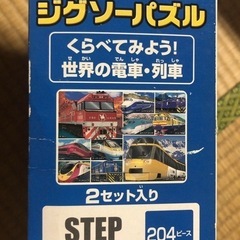 ジグソーパズル
くらべてみよう!
せかい でんしゃ れっしゃ
世界の電車・列車
2セット入り
STEP
204ピース